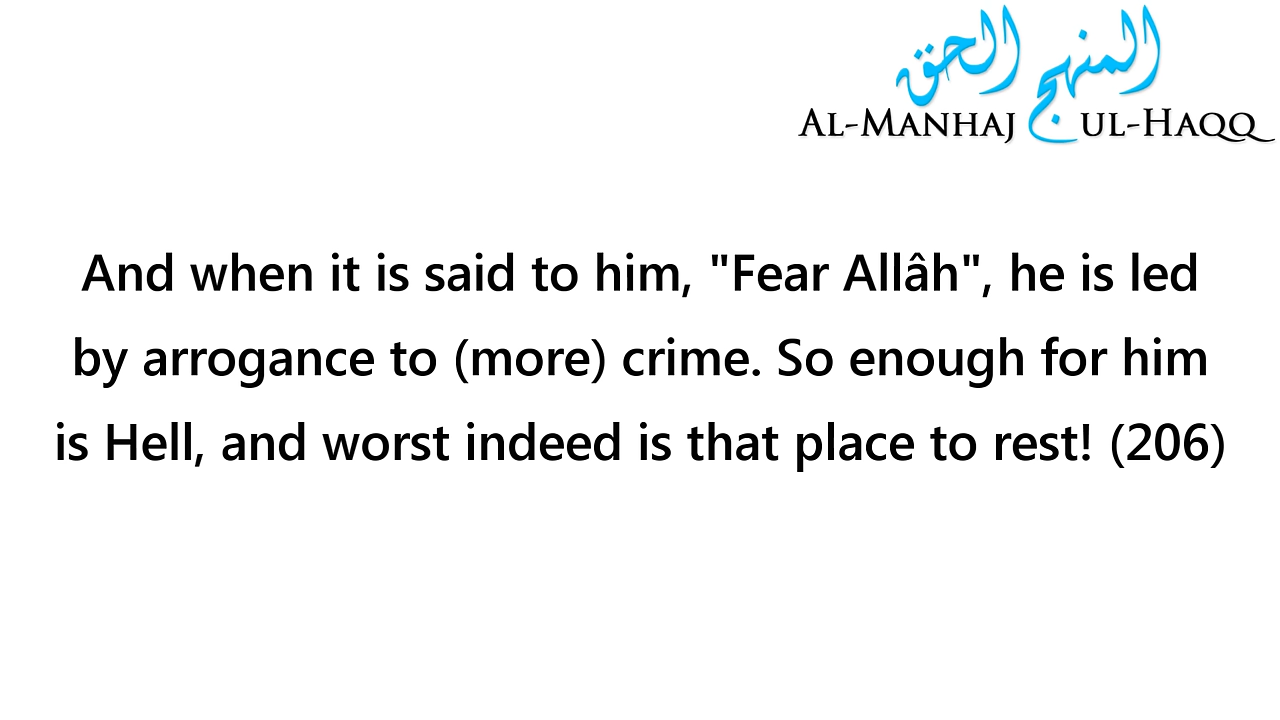 المنهج الحق
AL-MANHAJ UL-HAQQ
And when it is said to him, "Fear Allâh", he is led
by arrogance to (more) crime. So enough for him
is Hell, and worst indeed is that place to rest! (206)